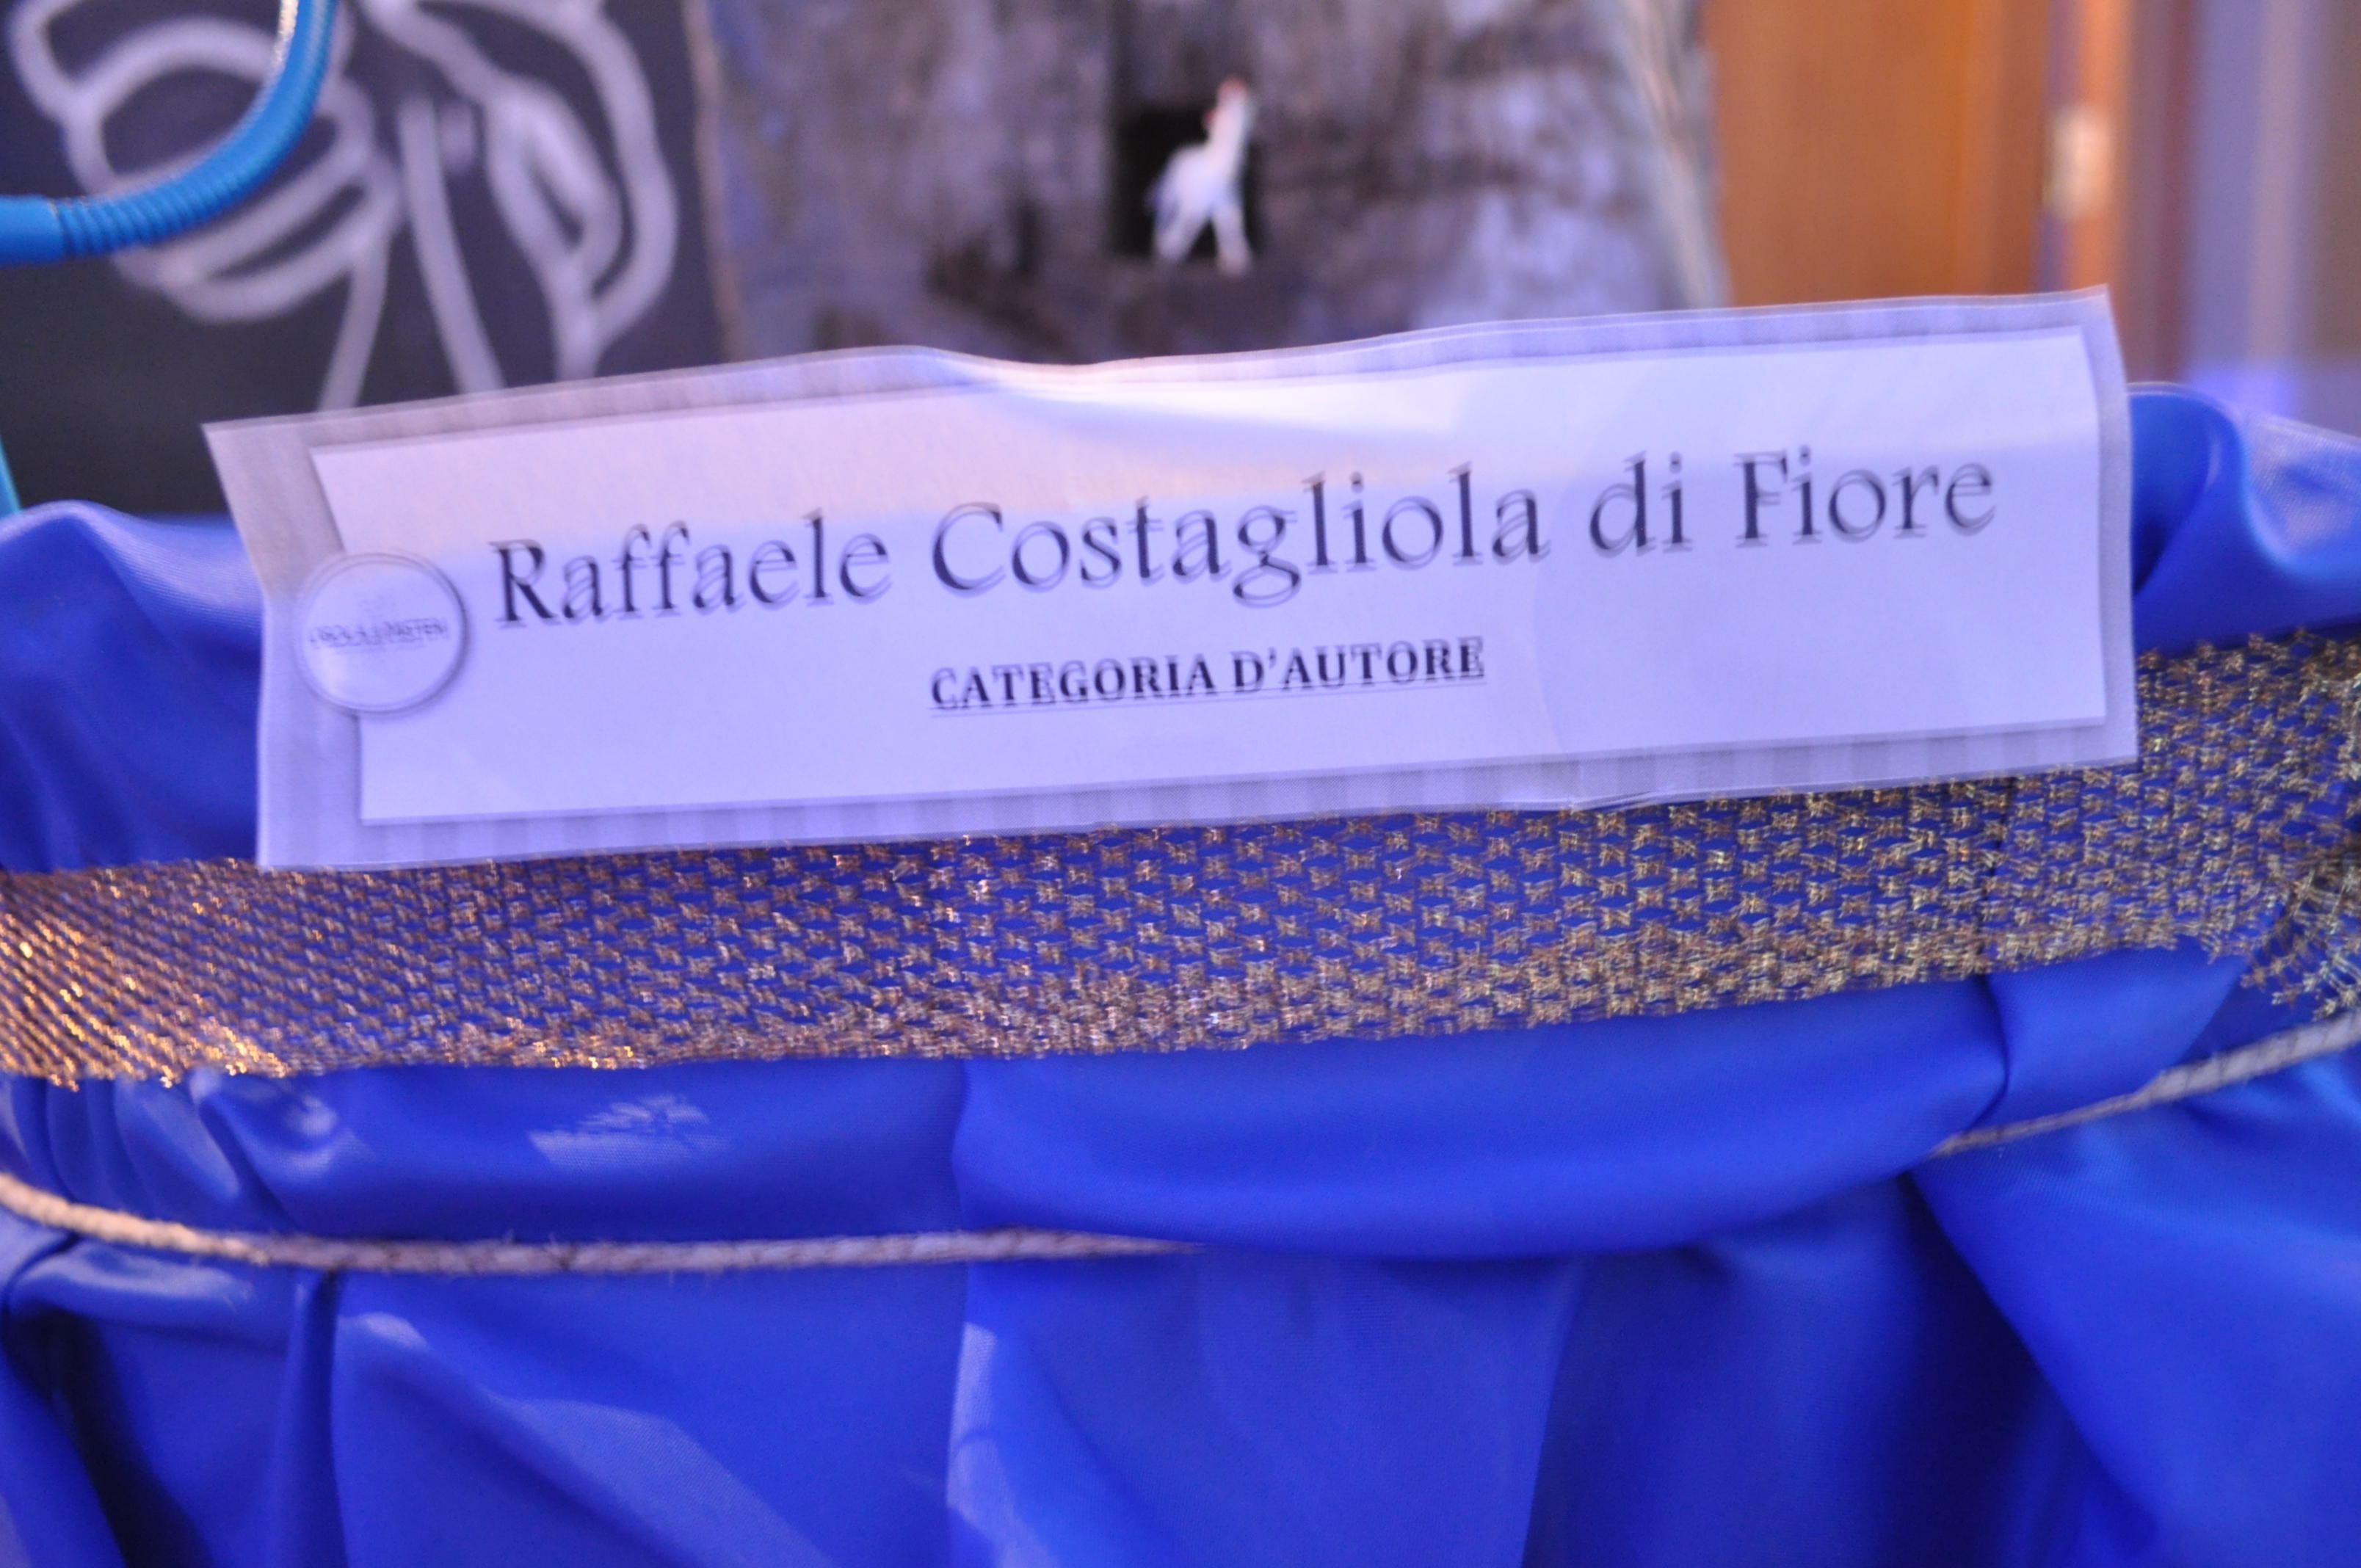 Raffaele Costagliola di Fiore
CATEGORIA D'AUTORE